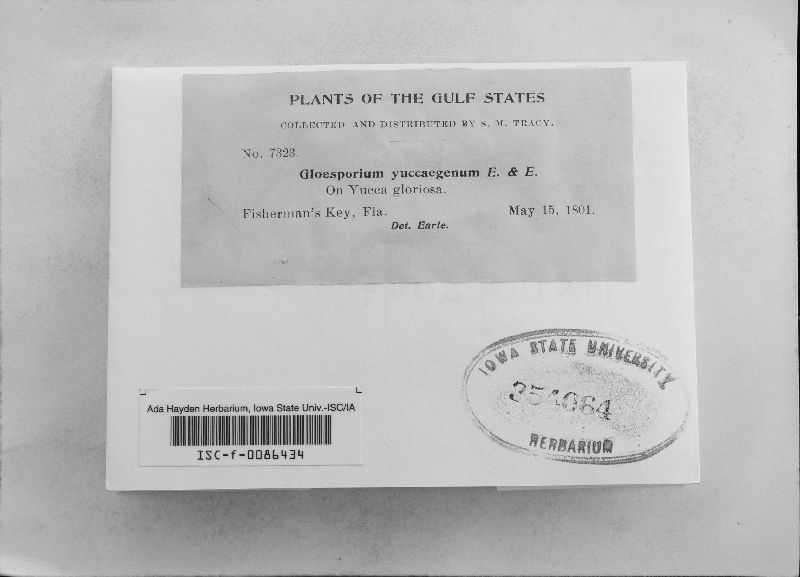 PLANTS OF THE GULF STATES
COLLECTED AND DISTRIBUTED BY S. M. TRACY.
No. 7323.
Gloesporium yuccaegenum E. & E.
On Yucca gloriosa.
Fisherman's Key, Fla. May 15, 1801.
Det. Earle.
IOWA STATE UNIVERSITY
354064
HERBARIUM
Ada Hayden Herbarium, Iowa State Univ.-ISC/IA
ISC-f-0086434